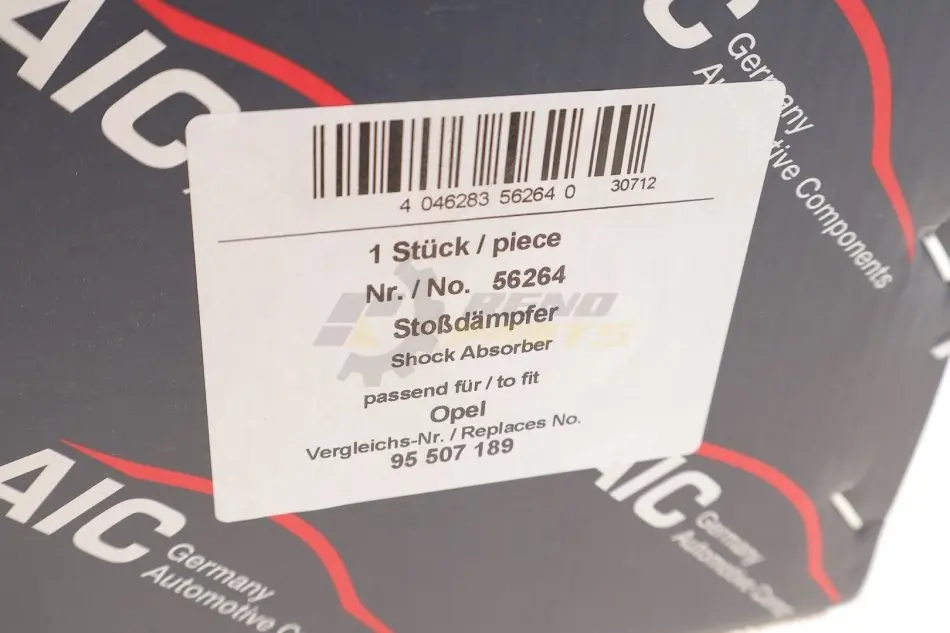 AIC
C
Germany
Automotive Components
4 046283 56264 0
30712
1 Stück / piece
Nr. / No. 56264
Stoßdämpfer
Shock Absorber
passend für / to fit
Opel
Vergleichs-Nr. / Replaces No.
95 507 189
AIC
Germany
Automotive C
AIC
Germany
Automotive Comp